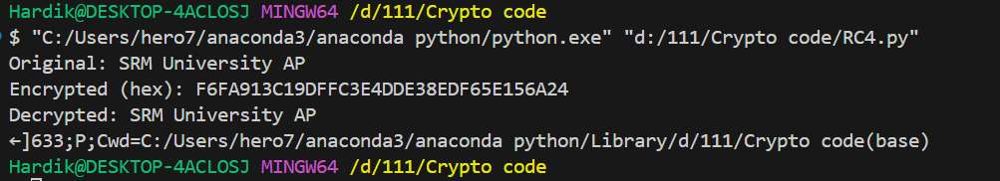 Hardik@DESKTOP-4ACLOSJ MINGW64 /d/111/Crypto code
$ "C:/Users/hero7/anaconda3/anaconda python/python.exe" "d:/111/Crypto code/RC4.py"
Original: SRM University AP
Encrypted (hex): F6FA913C19DFFC3E4DDE38EDF65E156A24
Decrypted: SRM University AP
←]633;P;Cwd=C:/Users/hero7/anaconda3/anaconda python/Library/d/111/Crypto code(base)
Hardik@DESKTOP-4ACLOSJ MINGW64 /d/111/Crypto code